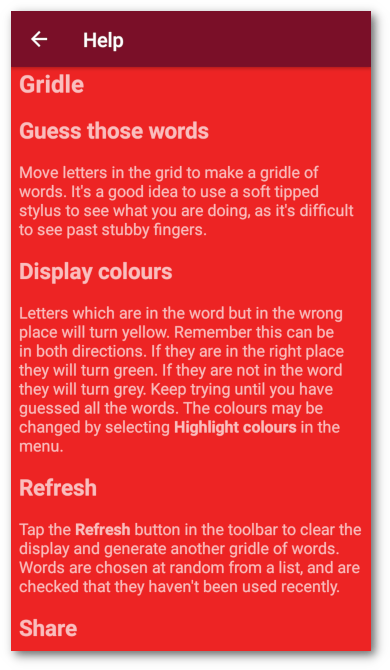 Help
Gridle
Guess those words
Move letters in the grid to make a gridle of
words. It's a good idea to use a soft tipped
stylus to see what you are doing, as it's difficult
to see past stubby fingers.
Display colours
Letters which are in the word but in the wrong
place will turn yellow. Remember this can be
in both directions. If they are in the right place
they will turn green. If they are not in the word
they will turn grey. Keep trying until you have
guessed all the words. The colours may be
changed by selecting Highlight colours in the
menu.
Refresh
Tap the Refresh button in the toolbar to clear the
display and generate another gridle of words.
Words are chosen at random from a list, and are
checked that they haven't been used recently.
Share